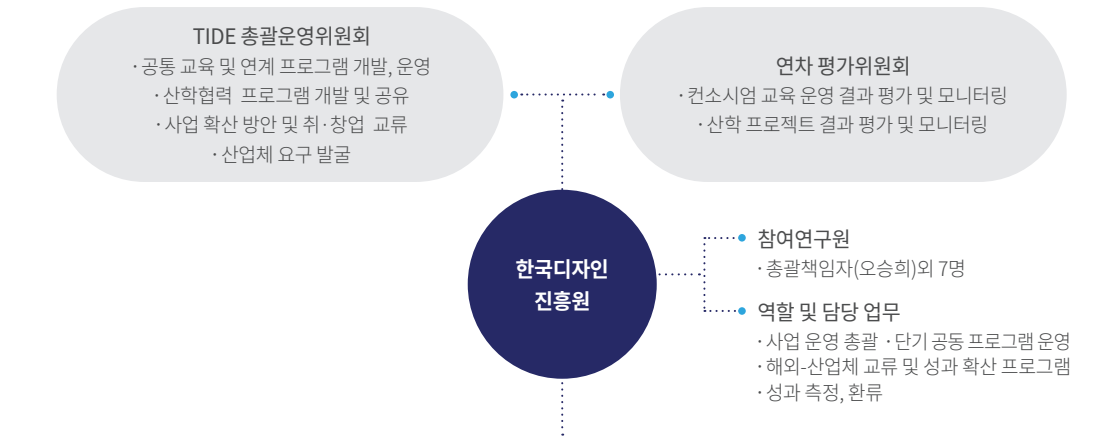 TIDE 총괄운영위원회
· 공통 교육 및 연계 프로그램 개발, 운영
· 산학협력 프로그램 개발 및 공유
· 사업 확산 방안 및 취·창업 교류
· 산업체 요구 발굴
연차 평가위원회
· 컨소시엄 교육 운영 결과 평가 및 모니터링
· 산학 프로젝트 결과 평가 및 모니터링
한국디자인
진흥원
참여연구원
· 총괄책임자(오승희)외 7명
역할 및 담당 업무
· 사업 운영 총괄 · 단기 공동 프로그램 운영
· 해외-산업체 교류 및 성과 확산 프로그램
· 성과 측정, 환류